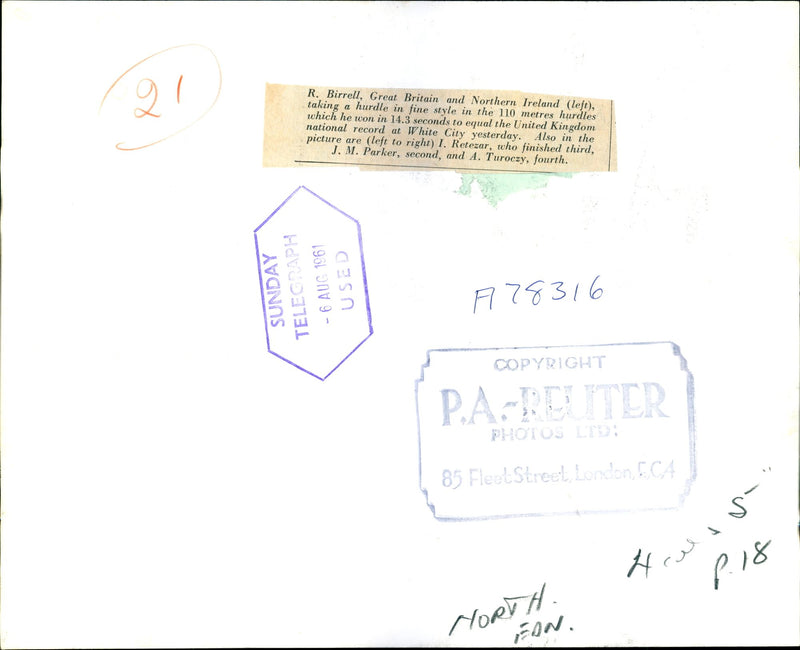 21
R. Birrell, Great Britain and Northern Ireland (left),
taking a hurdle in fine style in the 110 metres hurdles
which he won in 14.3 seconds to equal the United Kingdom
national record at White City yesterday. Also in the
picture are (left to right) I. Retezar, who finished third,
J. M. Parker, second, and A. Turoczy, fourth.
SUNDAY
TELEGRAPH
- 6 AUG 1961
USED
A78316
COPYRIGHT
P.A.-REUTER
PHOTOS LTD:
85 Fleet Street, London, E.C.4
4 5"
p.18
NORTH.
EDN.